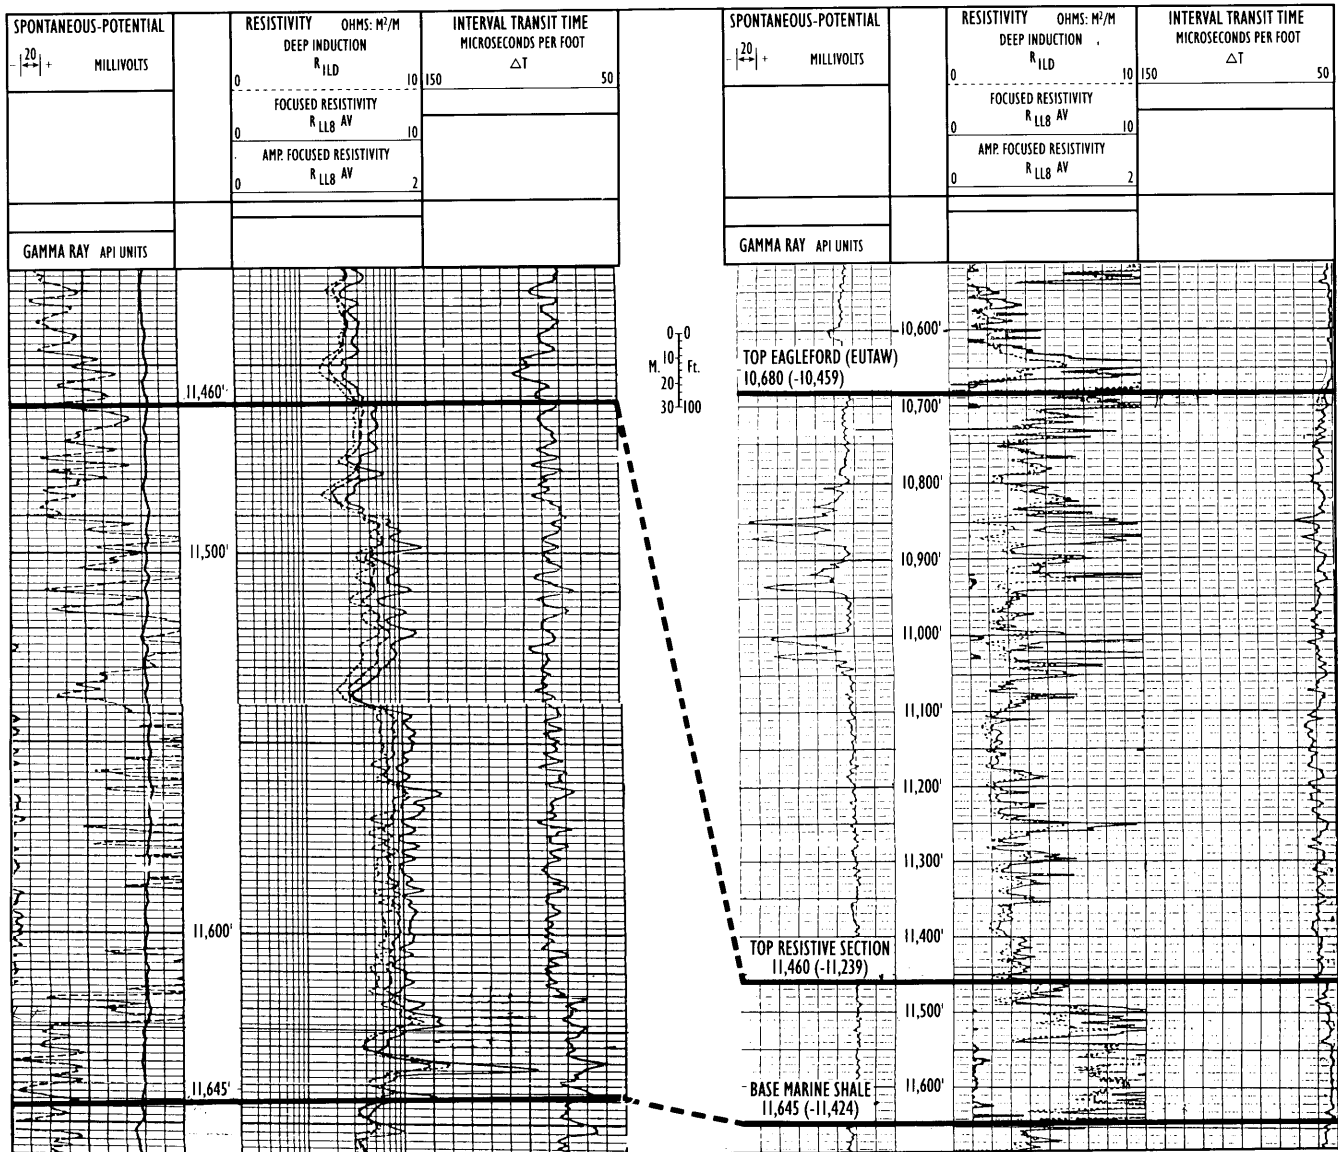 SPONTANEOUS-POTENTIAL
- 20 + MILLIVOLTS
GAMMA RAY API UNITS
RESISTIVITY OHMS: M²/M
DEEP INDUCTION
R ILD
0 10
FOCUSED RESISTIVITY
R LL8 AV
0 10
AMP. FOCUSED RESISTIVITY
R LL8 AV
0 2
INTERVAL TRANSIT TIME
MICROSECONDS PER FOOT
ΔT
150 50
11,460'
11,500'
11,600'
11,645'
0 0
10
M. Ft.
20
30 100
SPONTANEOUS-POTENTIAL
- 20 + MILLIVOLTS
GAMMA RAY API UNITS
RESISTIVITY OHMS: M²/M
DEEP INDUCTION
R ILD
0 10
FOCUSED RESISTIVITY
R LL8 AV
0 10
AMP. FOCUSED RESISTIVITY
R LL8 AV
0 2
INTERVAL TRANSIT TIME
MICROSECONDS PER FOOT
ΔT
150 50
10,600'
TOP EAGLEFORD (EUTAW)
10,680 (-10,459)
10,700'
10,800'
10,900'
11,000'
11,100'
11,200'
11,300'
11,400'
TOP RESISTIVE SECTION
11,460 (-11,239)
11,500'
11,600'
BASE MARINE SHALE
11,645 (-11,424)